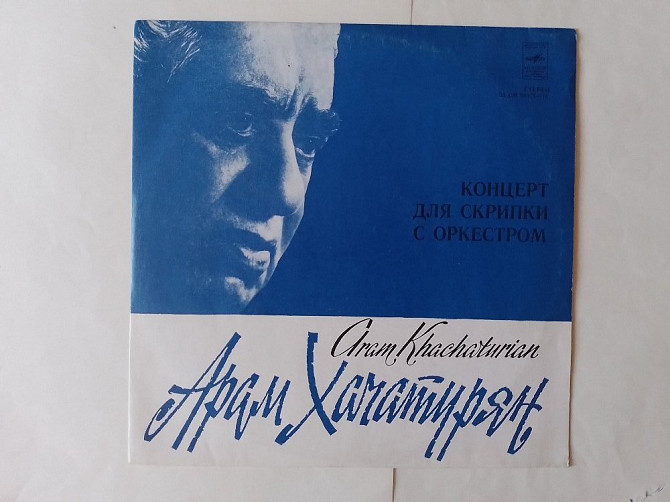 КОНЦЕРТ
ДЛЯ СКРИПКИ
С ОРКЕСТРОМ
Aram Khachaturian
Арам Хачатурян